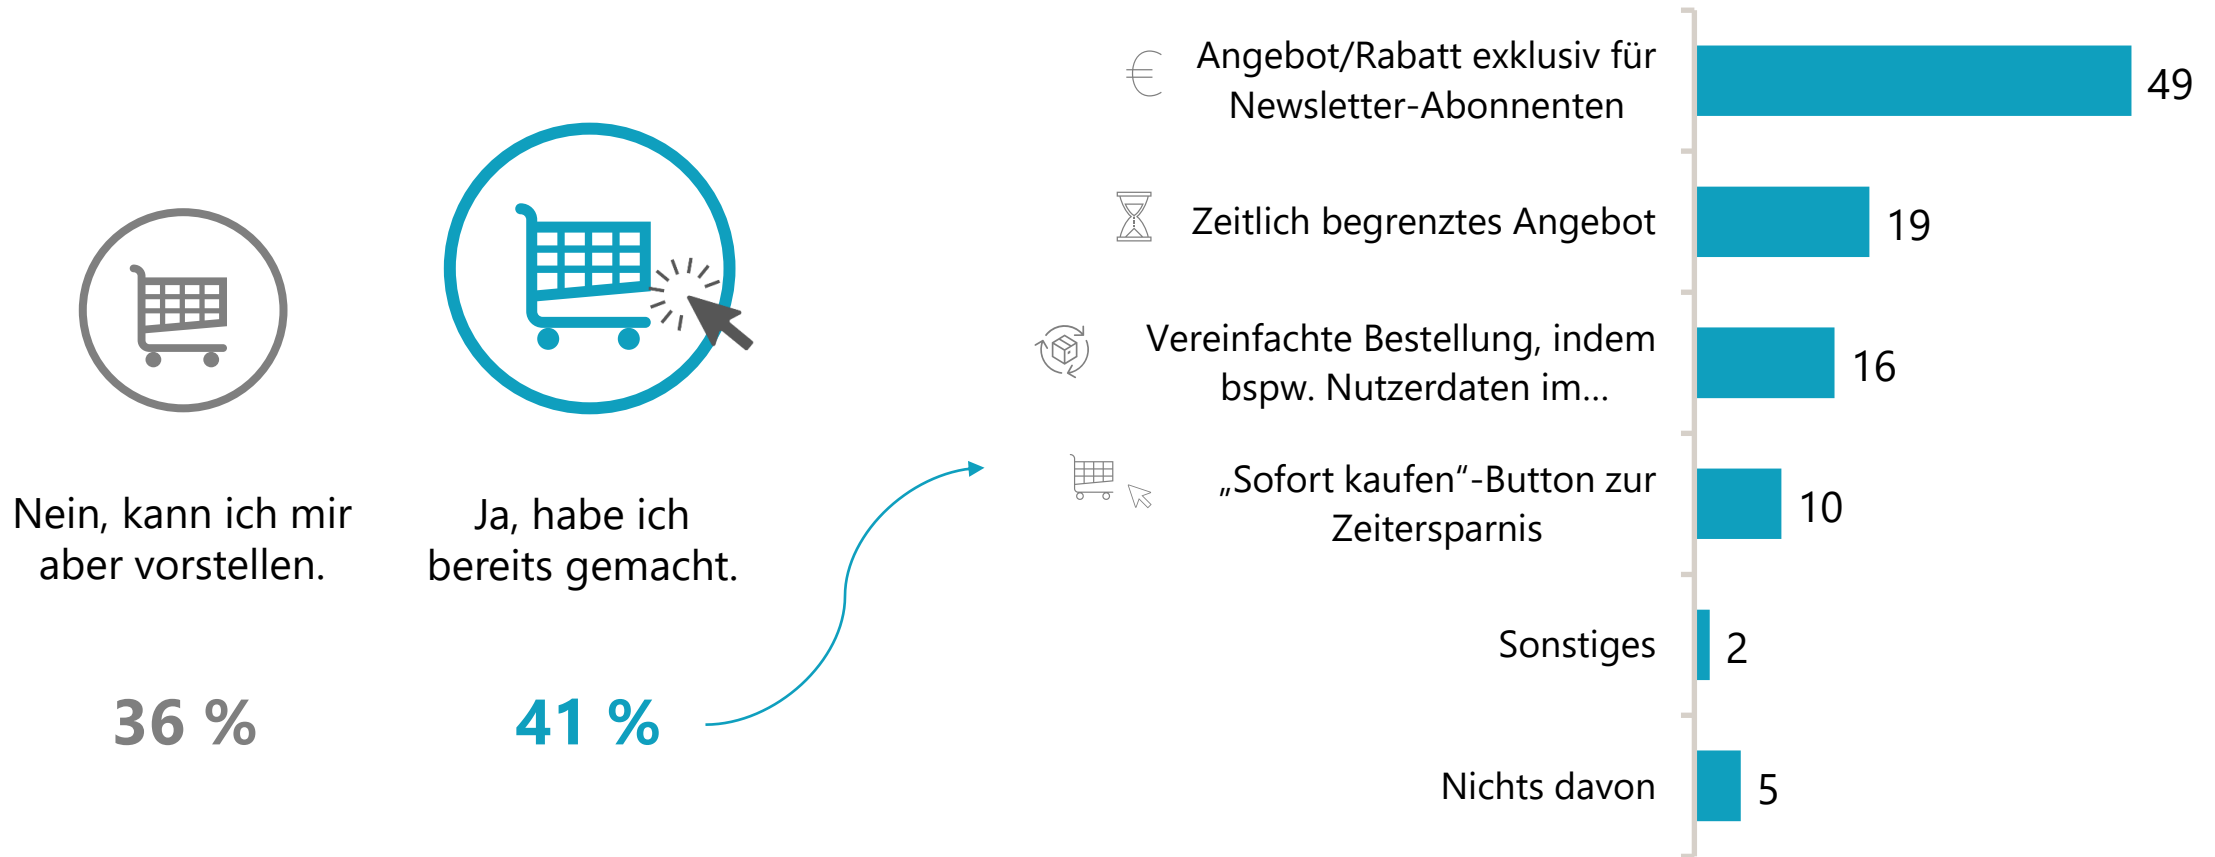 Nein, kann ich mir
aber vorstellen.
36 %
Ja, habe ich
bereits gemacht.
41 %
Angebot/Rabatt exklusiv für
Newsletter-Abonnenten
49
Zeitlich begrenztes Angebot
19
Vereinfachte Bestellung, indem
bspw. Nutzerdaten im...
16
„Sofort kaufen“-Button zur
Zeitersparnis
10
Sonstiges
2
Nichts davon
5